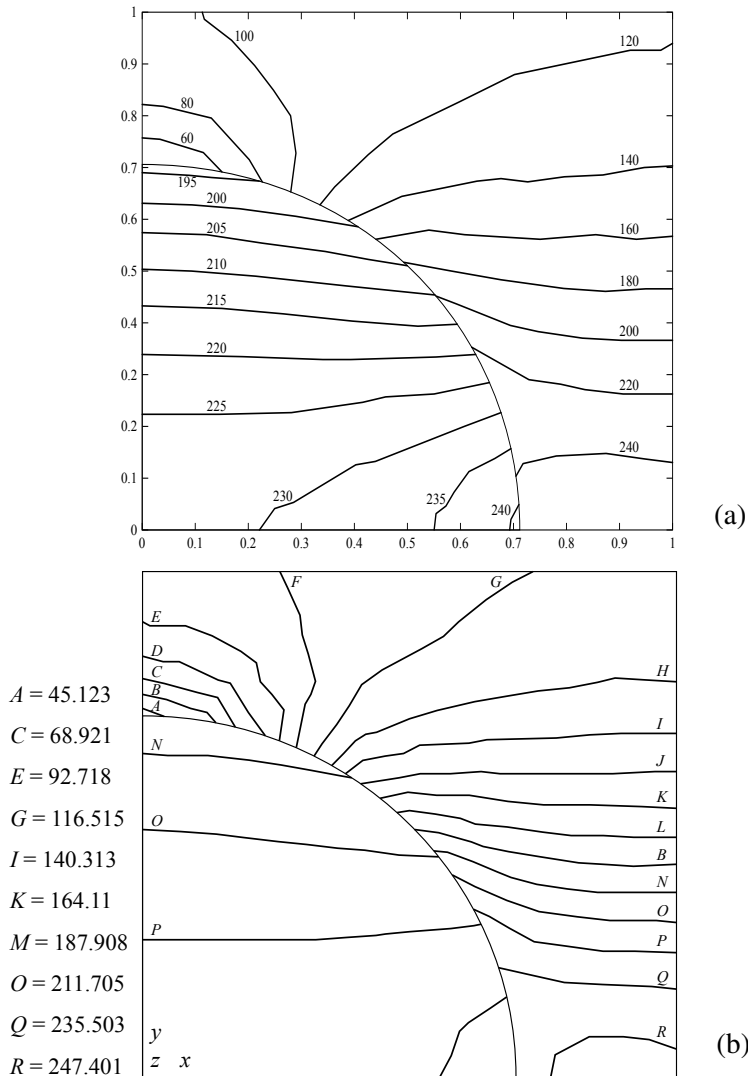 1
0.9
0.8
0.7
0.6
0.5
0.4
0.2
0.2
0.1
0
0
0.1
0.2
0.3
0.4
0.5
0.6
0.7
0.8
0.9
1
100
120
80
60
140
195
200
160
205
210
180
215
200
220
220
225
240
230
235
240
(a)
F
G
E
D
C
B
A
H
I
N
J
K
O
L
B
N
O
P
P
Q
R
y
z x
A = 45.123
C = 68.921
E = 92.718
G = 116.515
I = 140.313
K = 164.11
M = 187.908
O = 211.705
Q = 235.503
R = 247.401
(b)